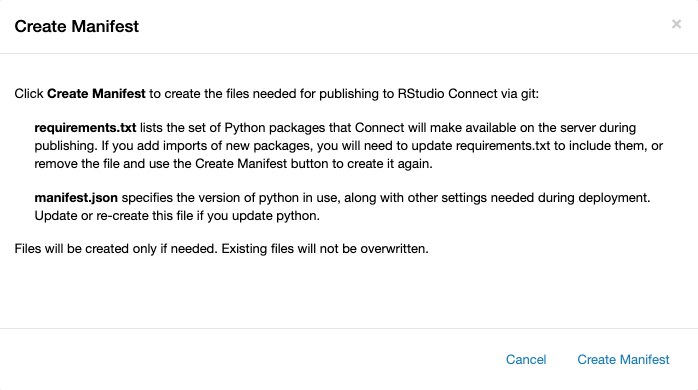 Create Manifest
×
Click Create Manifest to create the files needed for publishing to RStudio Connect via git:
requirements.txt lists the set of Python packages that Connect will make available on the server during
publishing. If you add imports of new packages, you will need to update requirements.txt to include them, or
remove the file and use the Create Manifest button to create it again.
manifest.json specifies the version of python in use, along with other settings needed during deployment.
Update or re-create this file if you update python.
Files will be created only if needed. Existing files will not be overwritten.
Cancel Create Manifest